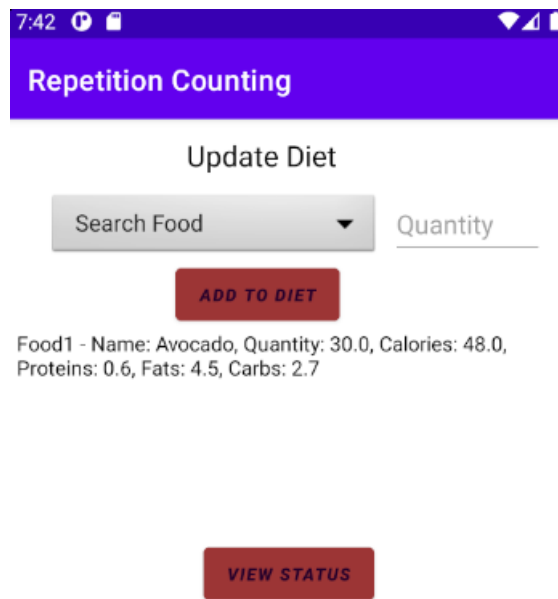 7:42
Repetition Counting
Update Diet
Search Food
Quantity
ADD TO DIET
Food1 - Name: Avocado, Quantity: 30.0, Calories: 48.0,
Proteins: 0.6, Fats: 4.5, Carbs: 2.7
VIEW STATUS